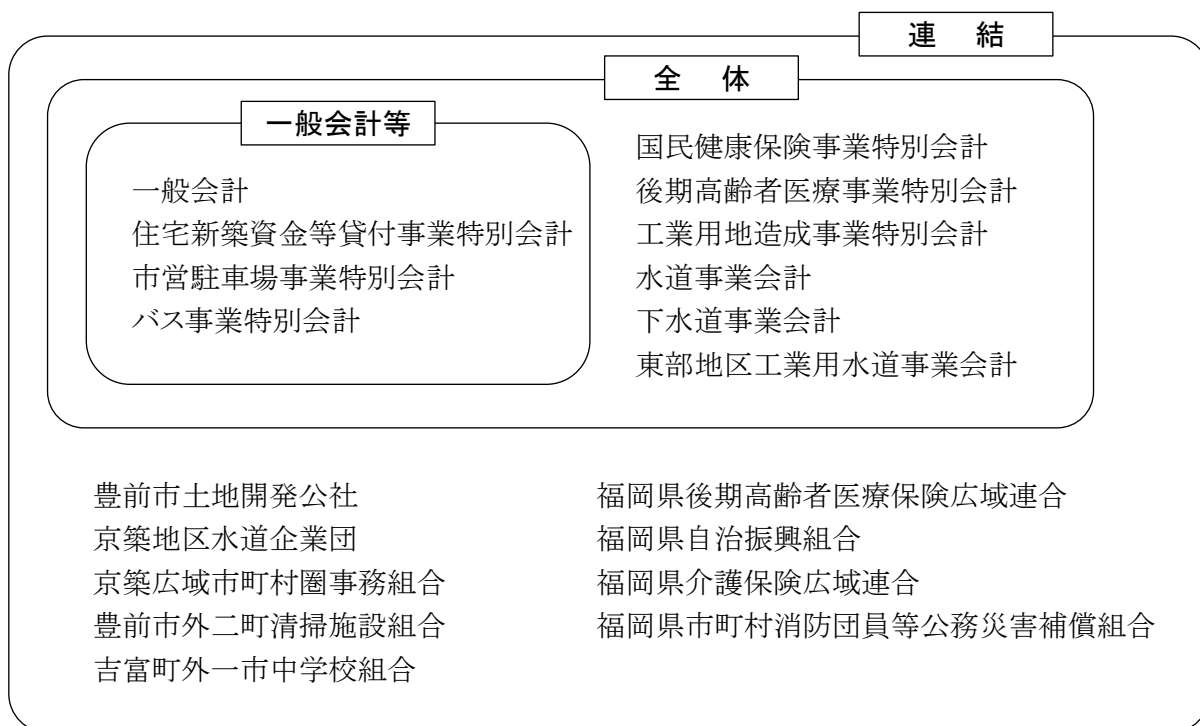 連結
全体
一般会計等
一般会計
住宅新築資金等貸付事業特別会計
市営駐車場事業特別会計
バス事業特別会計
国民健康保険事業特別会計
後期高齢者医療事業特別会計
工業用地造成事業特別会計
水道事業会計
下水道事業会計
東部地区工業用水道事業会計
豊前市土地開発公社
京築地区水道企業団
京築広域市町村圏事務組合
豊前市外二町清掃施設組合
吉富町外一市中学校組合
福岡県後期高齢者医療保険広域連合
福岡県自治振興組合
福岡県介護保険広域連合
福岡県市町村消防団員等公務災害補償組合